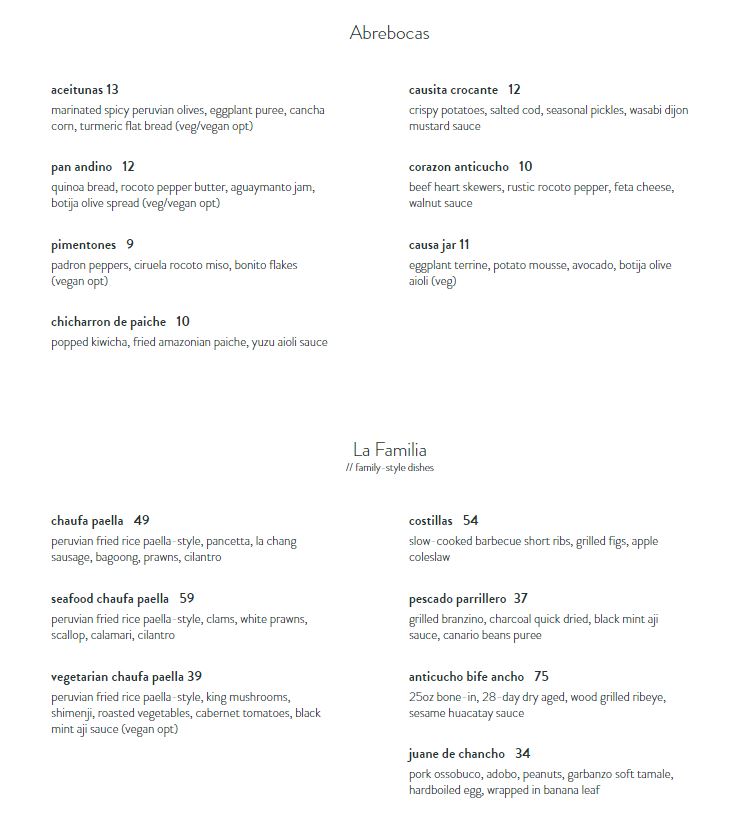 Abrebocas
aceitunas 13
marinated spicy peruvian olives, eggplant puree, cancha
corn, turmeric flat bread (veg/vegan opt)
pan andino 12
quinoa bread, rocoto pepper butter, aguaymanto jam,
botija olive spread (veg/vegan opt)
pimentones 9
padron peppers, ciruela rocoto miso, bonito flakes
(vegan opt)
chicharron de paiche 10
popped kiwicha, fried amazonian paiche, yuzu aioli sauce
causita crocante 12
crispy potatoes, salted cod, seasonal pickles, wasabi dijon
mustard sauce
corazon anticucho 10
beef heart skewers, rustic rocoto pepper, feta cheese,
walnut sauce
causa jar 11
eggplant terrine, potato mousse, avocado, botija olive
aioli (veg)
La Familia
// family-style dishes
chaufa paella 49
peruvian fried rice paella-style, pancetta, la chang
sausage, bagoong, prawns, cilantro
seafood chaufa paella 59
peruvian fried rice paella-style, clams, white prawns,
scallop, calamari, cilantro
vegetarian chaufa paella 39
peruvian fried rice paella-style, king mushrooms,
shimenji, roasted vegetables, cabernet tomatoes, black
mint aji sauce (vegan opt)
costillas 54
slow-cooked barbecue short ribs, grilled figs, apple
coleslaw
pescado parrillero 37
grilled branzino, charcoal quick dried, black mint aji
sauce, canario beans puree
anticucho bife ancho 75
25oz bone-in, 28-day dry aged, wood grilled ribeye,
sesame huacatay sauce
juane de chancho 34
pork ossobuco, adobo, peanuts, garbanzo soft tamale,
hardboiled egg, wrapped in banana leaf